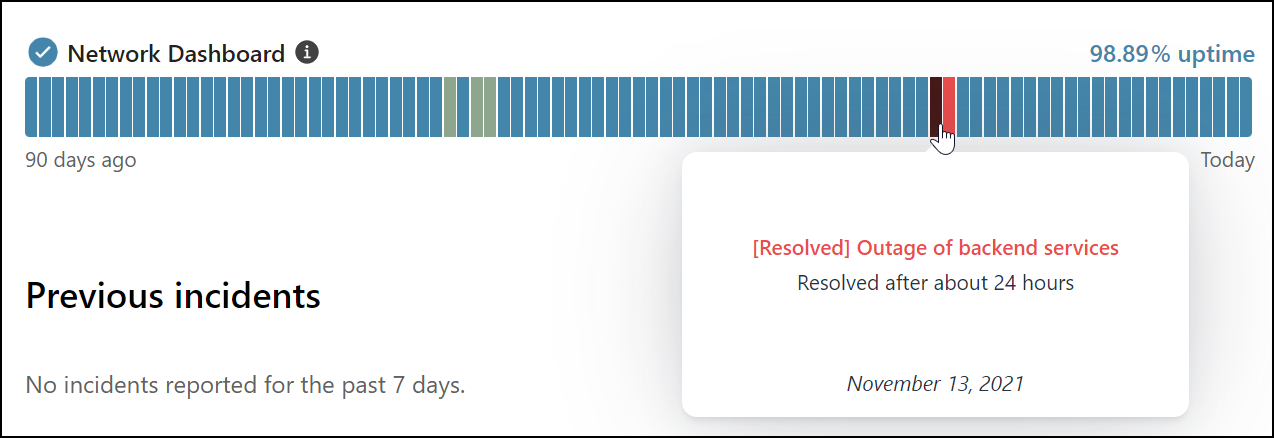 Network Dashboard i
98.89% uptime
90 days ago
Today
[Resolved] Outage of backend services
Resolved after about 24 hours
November 13, 2021
Previous incidents
No incidents reported for the past 7 days.